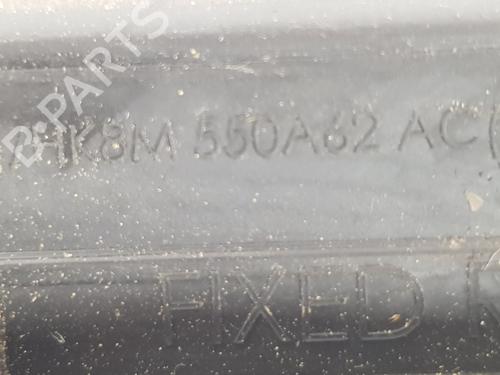 B-PARTS
HK8M 550A62 AC(
FIXED